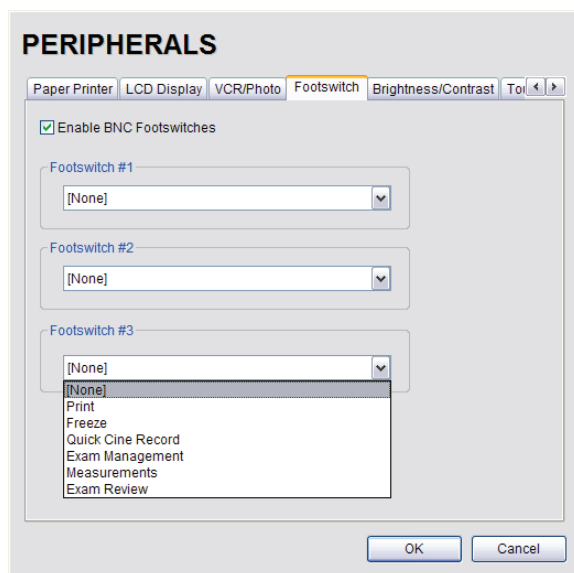 PERIPHERALS
Paper Printer LCD Display VCR/Photo Footswitch Brightness/Contrast
Enable BNC Footswitches
Footswitch #1
[None]
Footswitch #2
[None]
Footswitch #3
[None]
[None]
Print
Freeze
Quick Cine Record
Exam Management
Measurements
Exam Review
OK Cancel